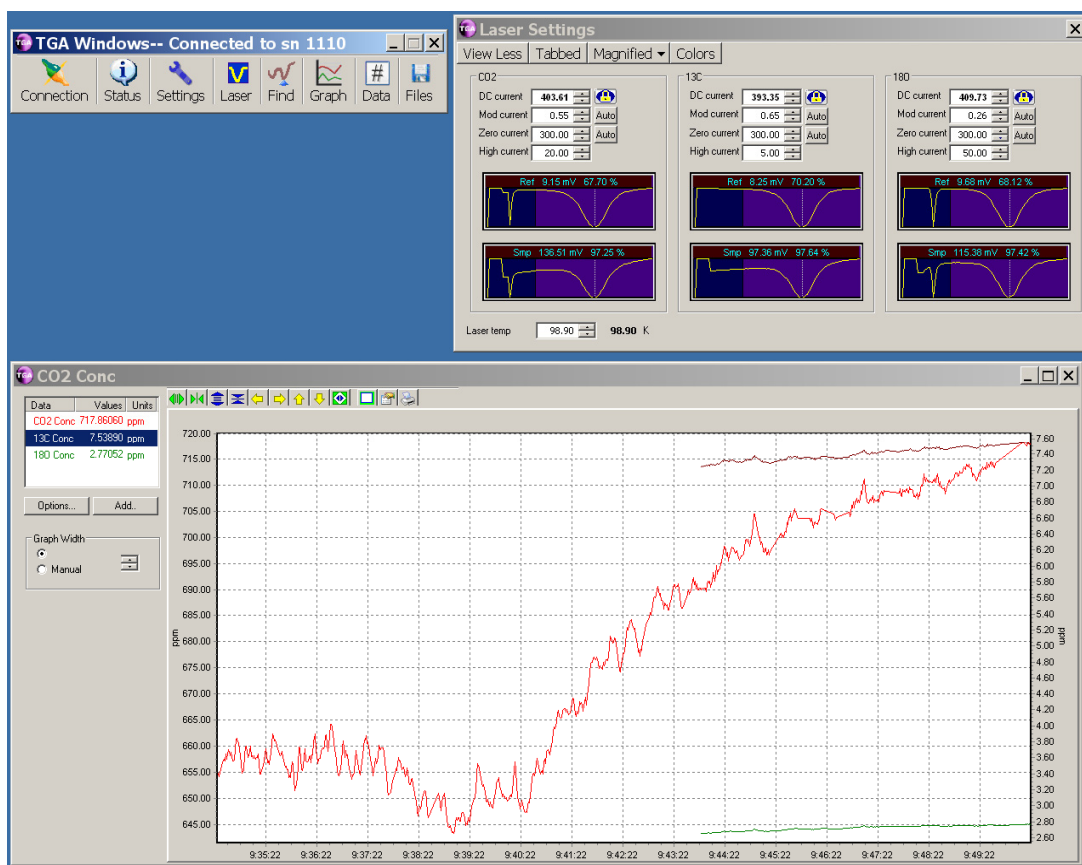 TGA Windows-- Connected to sn 1110
Connection Status Settings Laser Find Graph Data Files
TGA Laser Settings
View Less Tabbed Magnified Colors
CO2
DC current 403.61
Mod current 0.55 Auto
Zero current 300.00 Auto
High current 20.00
Ref 9.15 mV 67.70 %
Smp 136.51 mV 97.25 %
13C
DC current 393.35
Mod current 0.65 Auto
Zero current 300.00 Auto
High current 5.00
Ref 8.25 mV 70.20 %
Smp 97.36 mV 97.64 %
18O
DC current 409.73
Mod current 0.26 Auto
Zero current 300.00 Auto
High current 50.00
Ref 9.68 mV 68.12 %
Smp 115.38 mV 97.42 %
Laser temp 98.90 98.90 K
CO2 Conc
Data Values Units
CO2 Conc 717.86060 ppm
13C Conc 7.53890 ppm
18O Conc 2.77052 ppm
Options... Add..
Graph Width
Manual
720.00
715.00
710.00
705.00
700.00
695.00
690.00
685.00
680.00
675.00
670.00
665.00
660.00
655.00
650.00
645.00
ppm
7.60
7.40
7.20
7.00
6.80
6.60
6.40
6.20
6.00
5.80
5.60
5.40
5.20
5.00
4.80
4.60
4.40
4.20
4.00
3.80
3.60
3.40
3.20
3.00
2.80
2.60
ppm
9:35:22 9:36:22 9:37:22 9:38:22 9:39:22 9:40:22 9:41:22 9:42:22 9:43:22 9:44:22 9:45:22 9:46:22 9:47:22 9:48:22 9:49:22